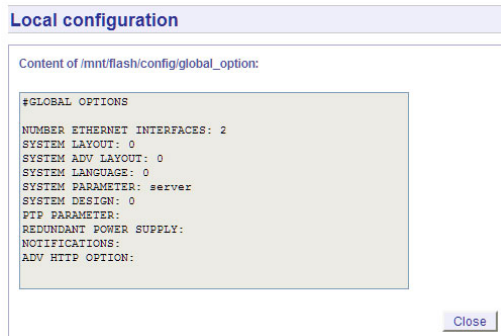 Local configuration
Content of /mnt/flash/config/global_option:
#GLOBAL OPTIONS
NUMBER ETHERNET INTERFACES: 2
SYSTEM LAYOUT: 0
SYSTEM ADV LAYOUT: 0
SYSTEM LANGUAGE: 0
SYSTEM PARAMETER: server
SYSTEM DESIGN: 0
PTP PARAMETER:
REDUNDANT POWER SUPPLY:
NOTIFICATIONS:
ADV HTTP OPTION:
Close